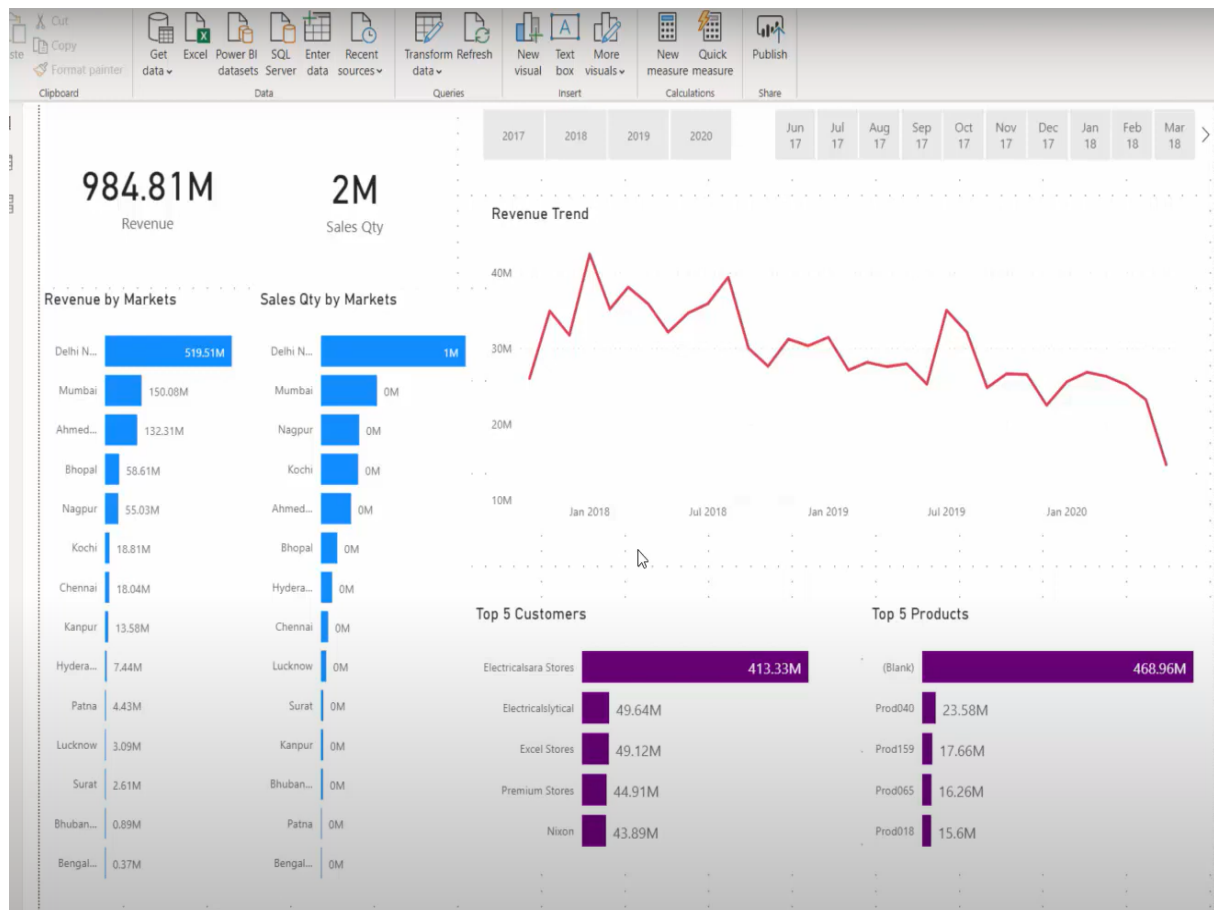 Cut
Copy
Format painter
Clipboard
Get data
Excel
Power BI datasets
SQL Server
Enter data
Recent sources
Data
Transform data
Refresh
Queries
New visual
Text box
More visuals
Insert
New measure
Quick measure
Calculations
Publish
Share
2017 2018 2019 2020
Jun 17 Jul 17 Aug 17 Sep 17 Oct 17 Nov 17 Dec 17 Jan 18 Feb 18 Mar 18
984.81M
Revenue
2M
Sales Qty
Revenue Trend
40M
30M
20M
10M
Jan 2018 Jul 2018 Jan 2019 Jul 2019 Jan 2020
Revenue by Markets
Delhi N... 519.51M
Mumbai 150.08M
Ahmed... 132.31M
Bhopal 58.61M
Nagpur 55.03M
Kochi 18.81M
Chennai 18.04M
Kanpur 13.58M
Hydera... 7.44M
Patna 4.43M
Lucknow 3.09M
Surat 2.61M
Bhuban... 0.89M
Bengal... 0.37M
Sales Qty by Markets
Delhi N... 1M
Mumbai 0M
Nagpur 0M
Kochi 0M
Ahmed... 0M
Bhopal 0M
Hydera... 0M
Chennai 0M
Lucknow 0M
Surat 0M
Kanpur 0M
Bhuban... 0M
Patna 0M
Bengal... 0M
Top 5 Customers
Electricalsara Stores 413.33M
Electricalslytical 49.64M
Excel Stores 49.12M
Premium Stores 44.91M
Nixon 43.89M
Top 5 Products
(Blank) 468.96M
Prod040 23.58M
Prod159 17.66M
Prod065 16.26M
Prod018 15.6M